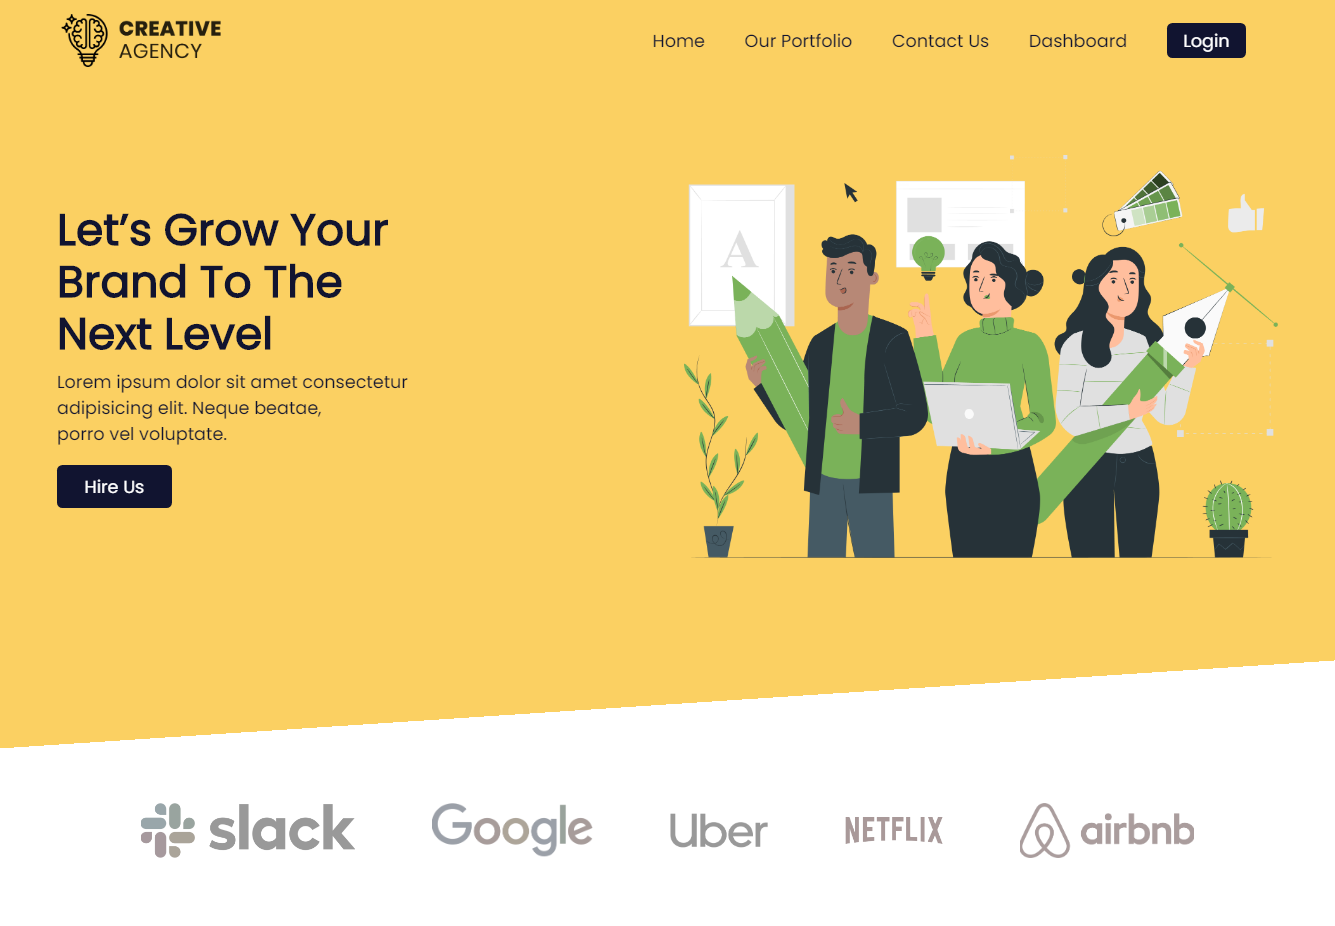 CREATIVE
AGENCY
Home Our Portfolio Contact Us Dashboard Login
A
Let’s Grow Your
Brand To The
Next Level
Lorem ipsum dolor sit amet consectetur
adipisicing elit. Neque beatae,
porro vel voluptate.
Hire Us
slack Google Uber NETFLIX airbnb